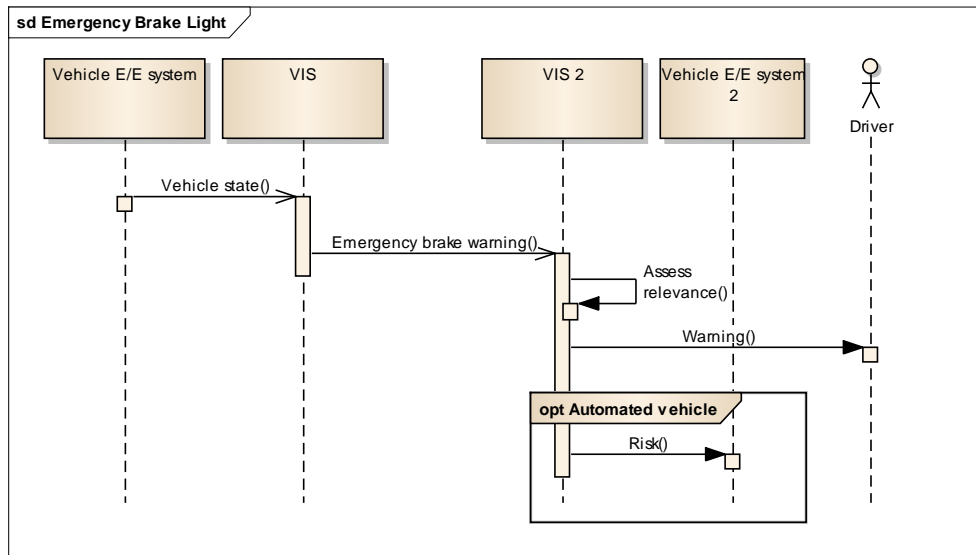 sd Emergency Brake Light
Vehicle E/E system
VIS
VIS 2
Vehicle E/E system
2
Driver
Vehicle state()
Emergency brake warning()
Assess
relevance()
Warning()
opt Automated vehicle
Risk()